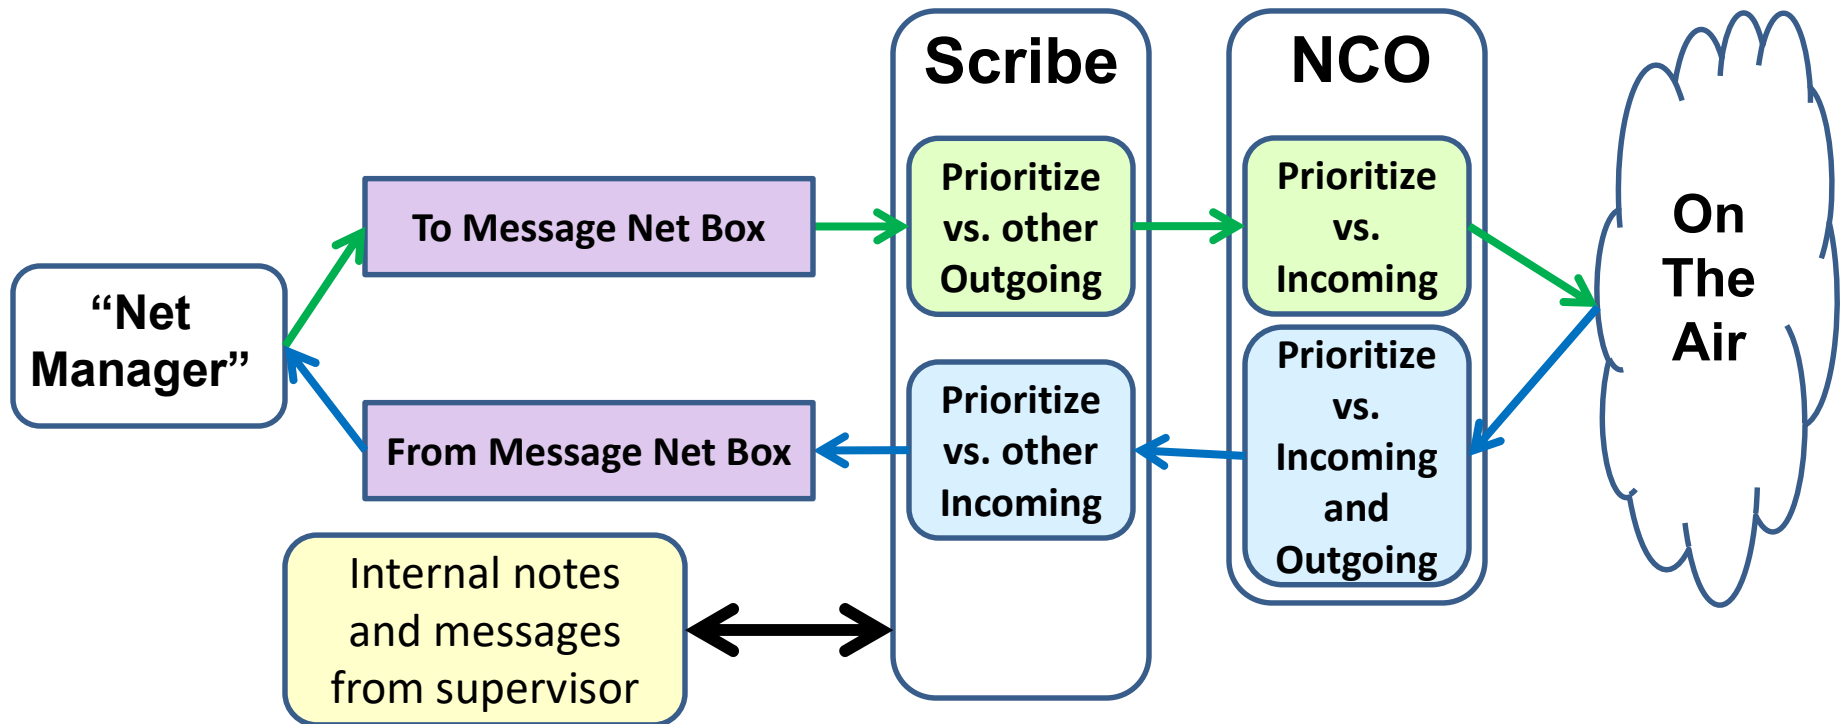 Scribe
NCO
Prioritize
vs. other
Outgoing
Prioritize
vs.
Incoming
To Message Net Box
On
The
Air
“Net
Manager”
From Message Net Box
Prioritize
vs. other
Incoming
Prioritize
vs.
Incoming
and
Outgoing
Internal notes
and messages
from supervisor